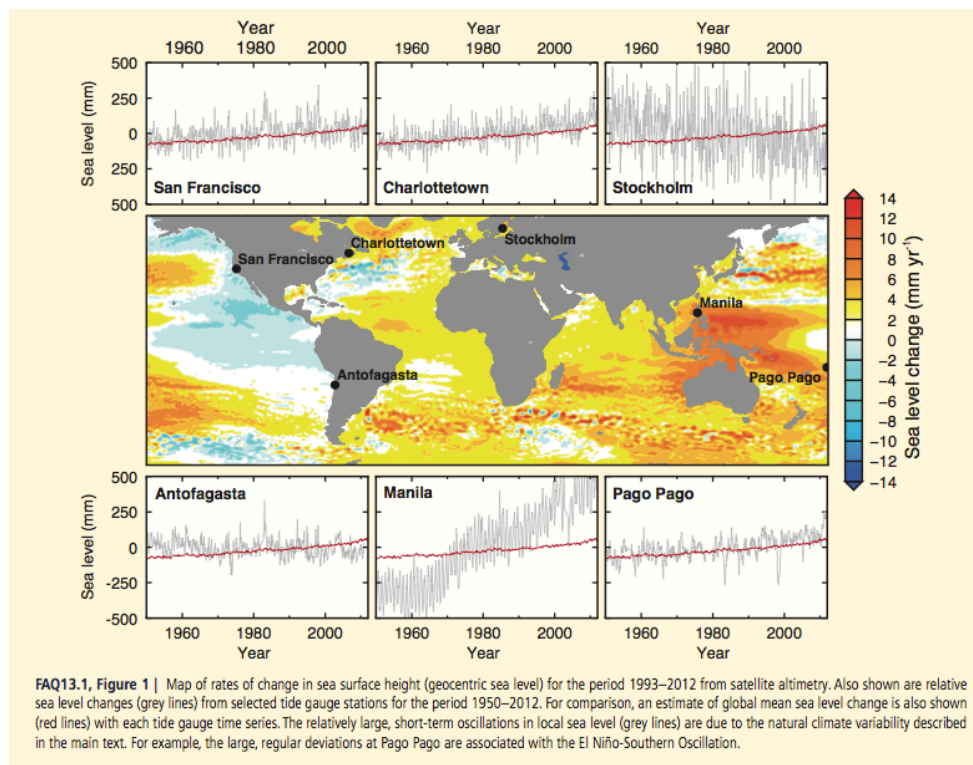 Year
Year
1960 1980 2000
1960 1980 2000
500
250
0
250
500
Sea level (mm)
San Francisco
Charlottetown
Stockholm
San Francisco
Charlottetown
Stockholm
Manila
Antofagasta
Pago Pago
14
12
10
8
6
4
2
0
−2
−4
−6
−8
−10
−12
−14
Sea level change (mm yr-1)
500
250
0
-250
-500
Sea level (mm)
Antofagasta
Manila
Pago Pago
1960 1980 2000
1960 1980 2000
1960 1980 2000
Year
Year
Year
FAQ13.1, Figure 1 | Map of rates of change in sea surface height (geocentric sea level) for the period 1993–2012 from satellite altimetry. Also shown are relative
sea level changes (grey lines) from selected tide gauge stations for the period 1950–2012. For comparison, an estimate of global mean sea level change is also shown
(red lines) with each tide gauge time series. The relatively large, short-term oscillations in local sea level (grey lines) are due to the natural climate variability described
in the main text. For example, the large, regular deviations at Pago Pago are associated with the El Niño-Southern Oscillation.